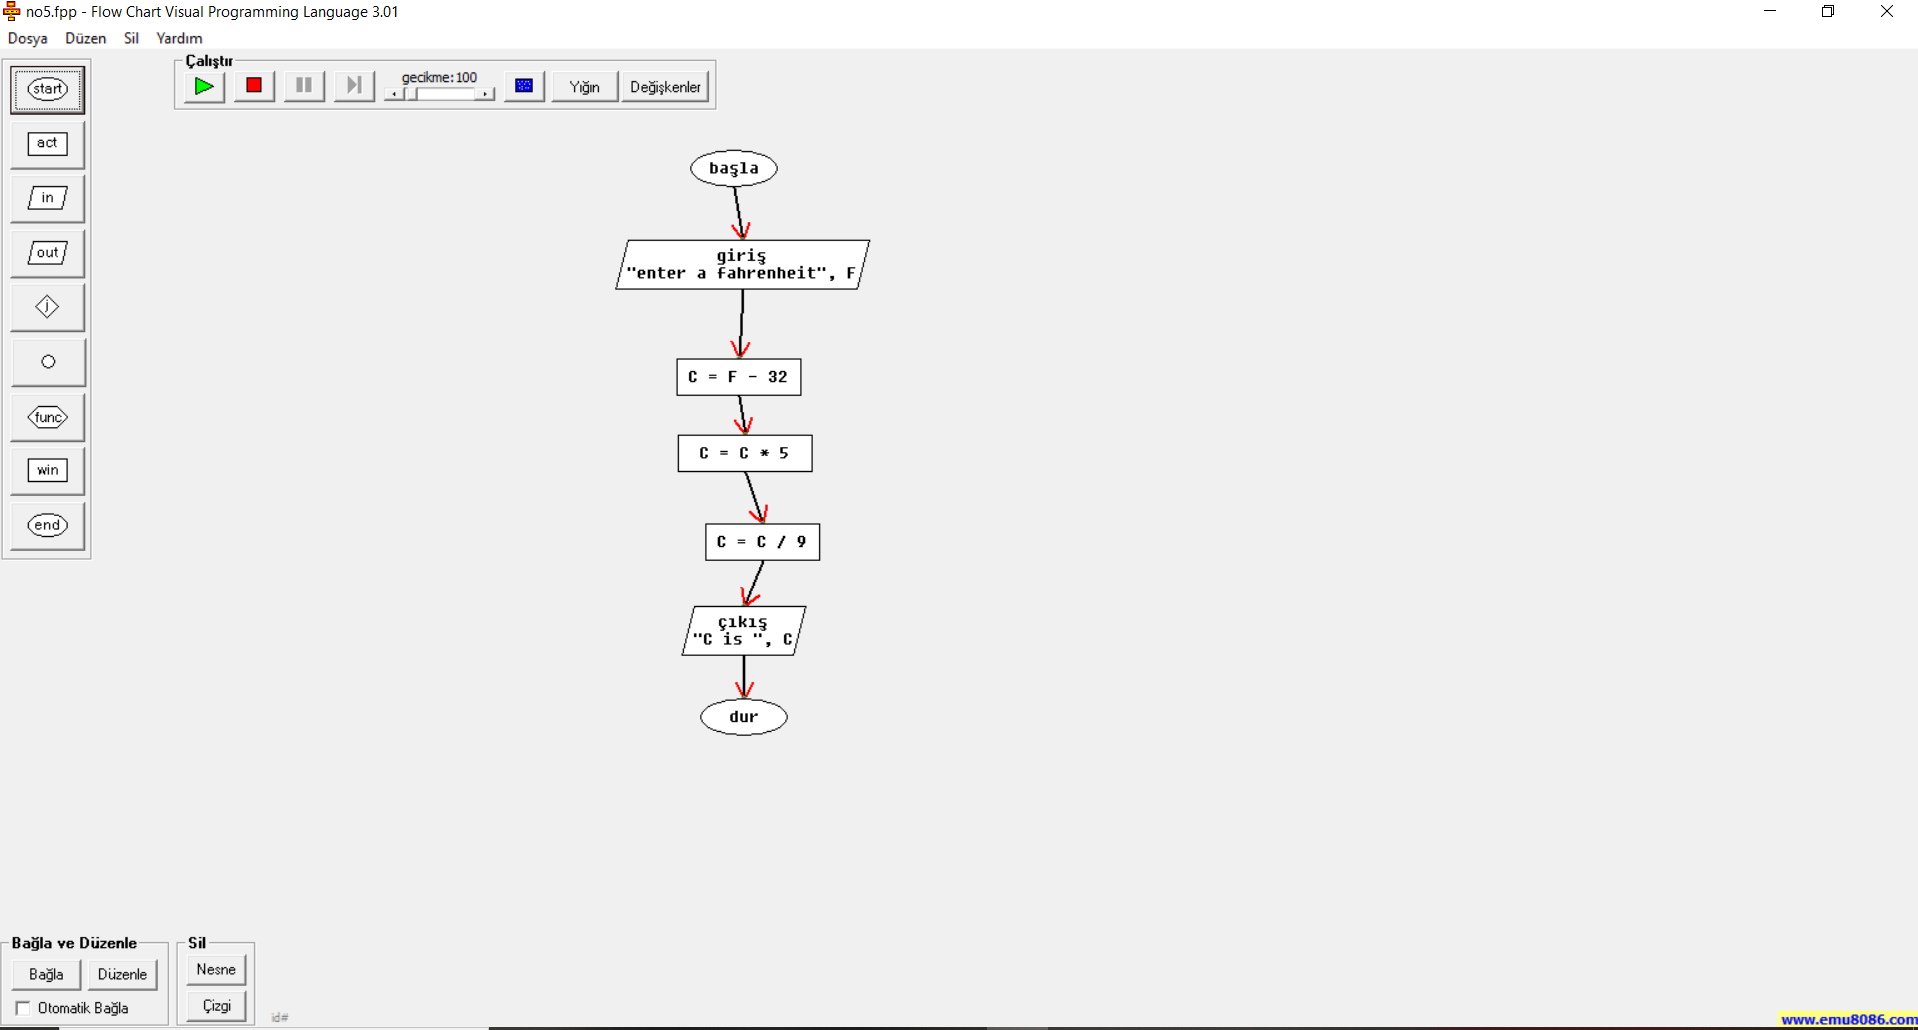 no5.fpp - Flow Chart Visual Programming Language 3.01
Dosya Düzen Sil Yardım
Çalıştır
gecikme:100
Yığın
Değişkenler
start
act
in
out
j
func
win
end
başla
giriş
"enter a fahrenheit", F
C = F - 32
C = C * 5
C = C / 9
çıkış
"C is ", C
dur
Bağla ve Düzenle
Bağla
Düzenle
Otomatik Bağla
Sil
Nesne
Çizgi
id#
www.emu8086.com